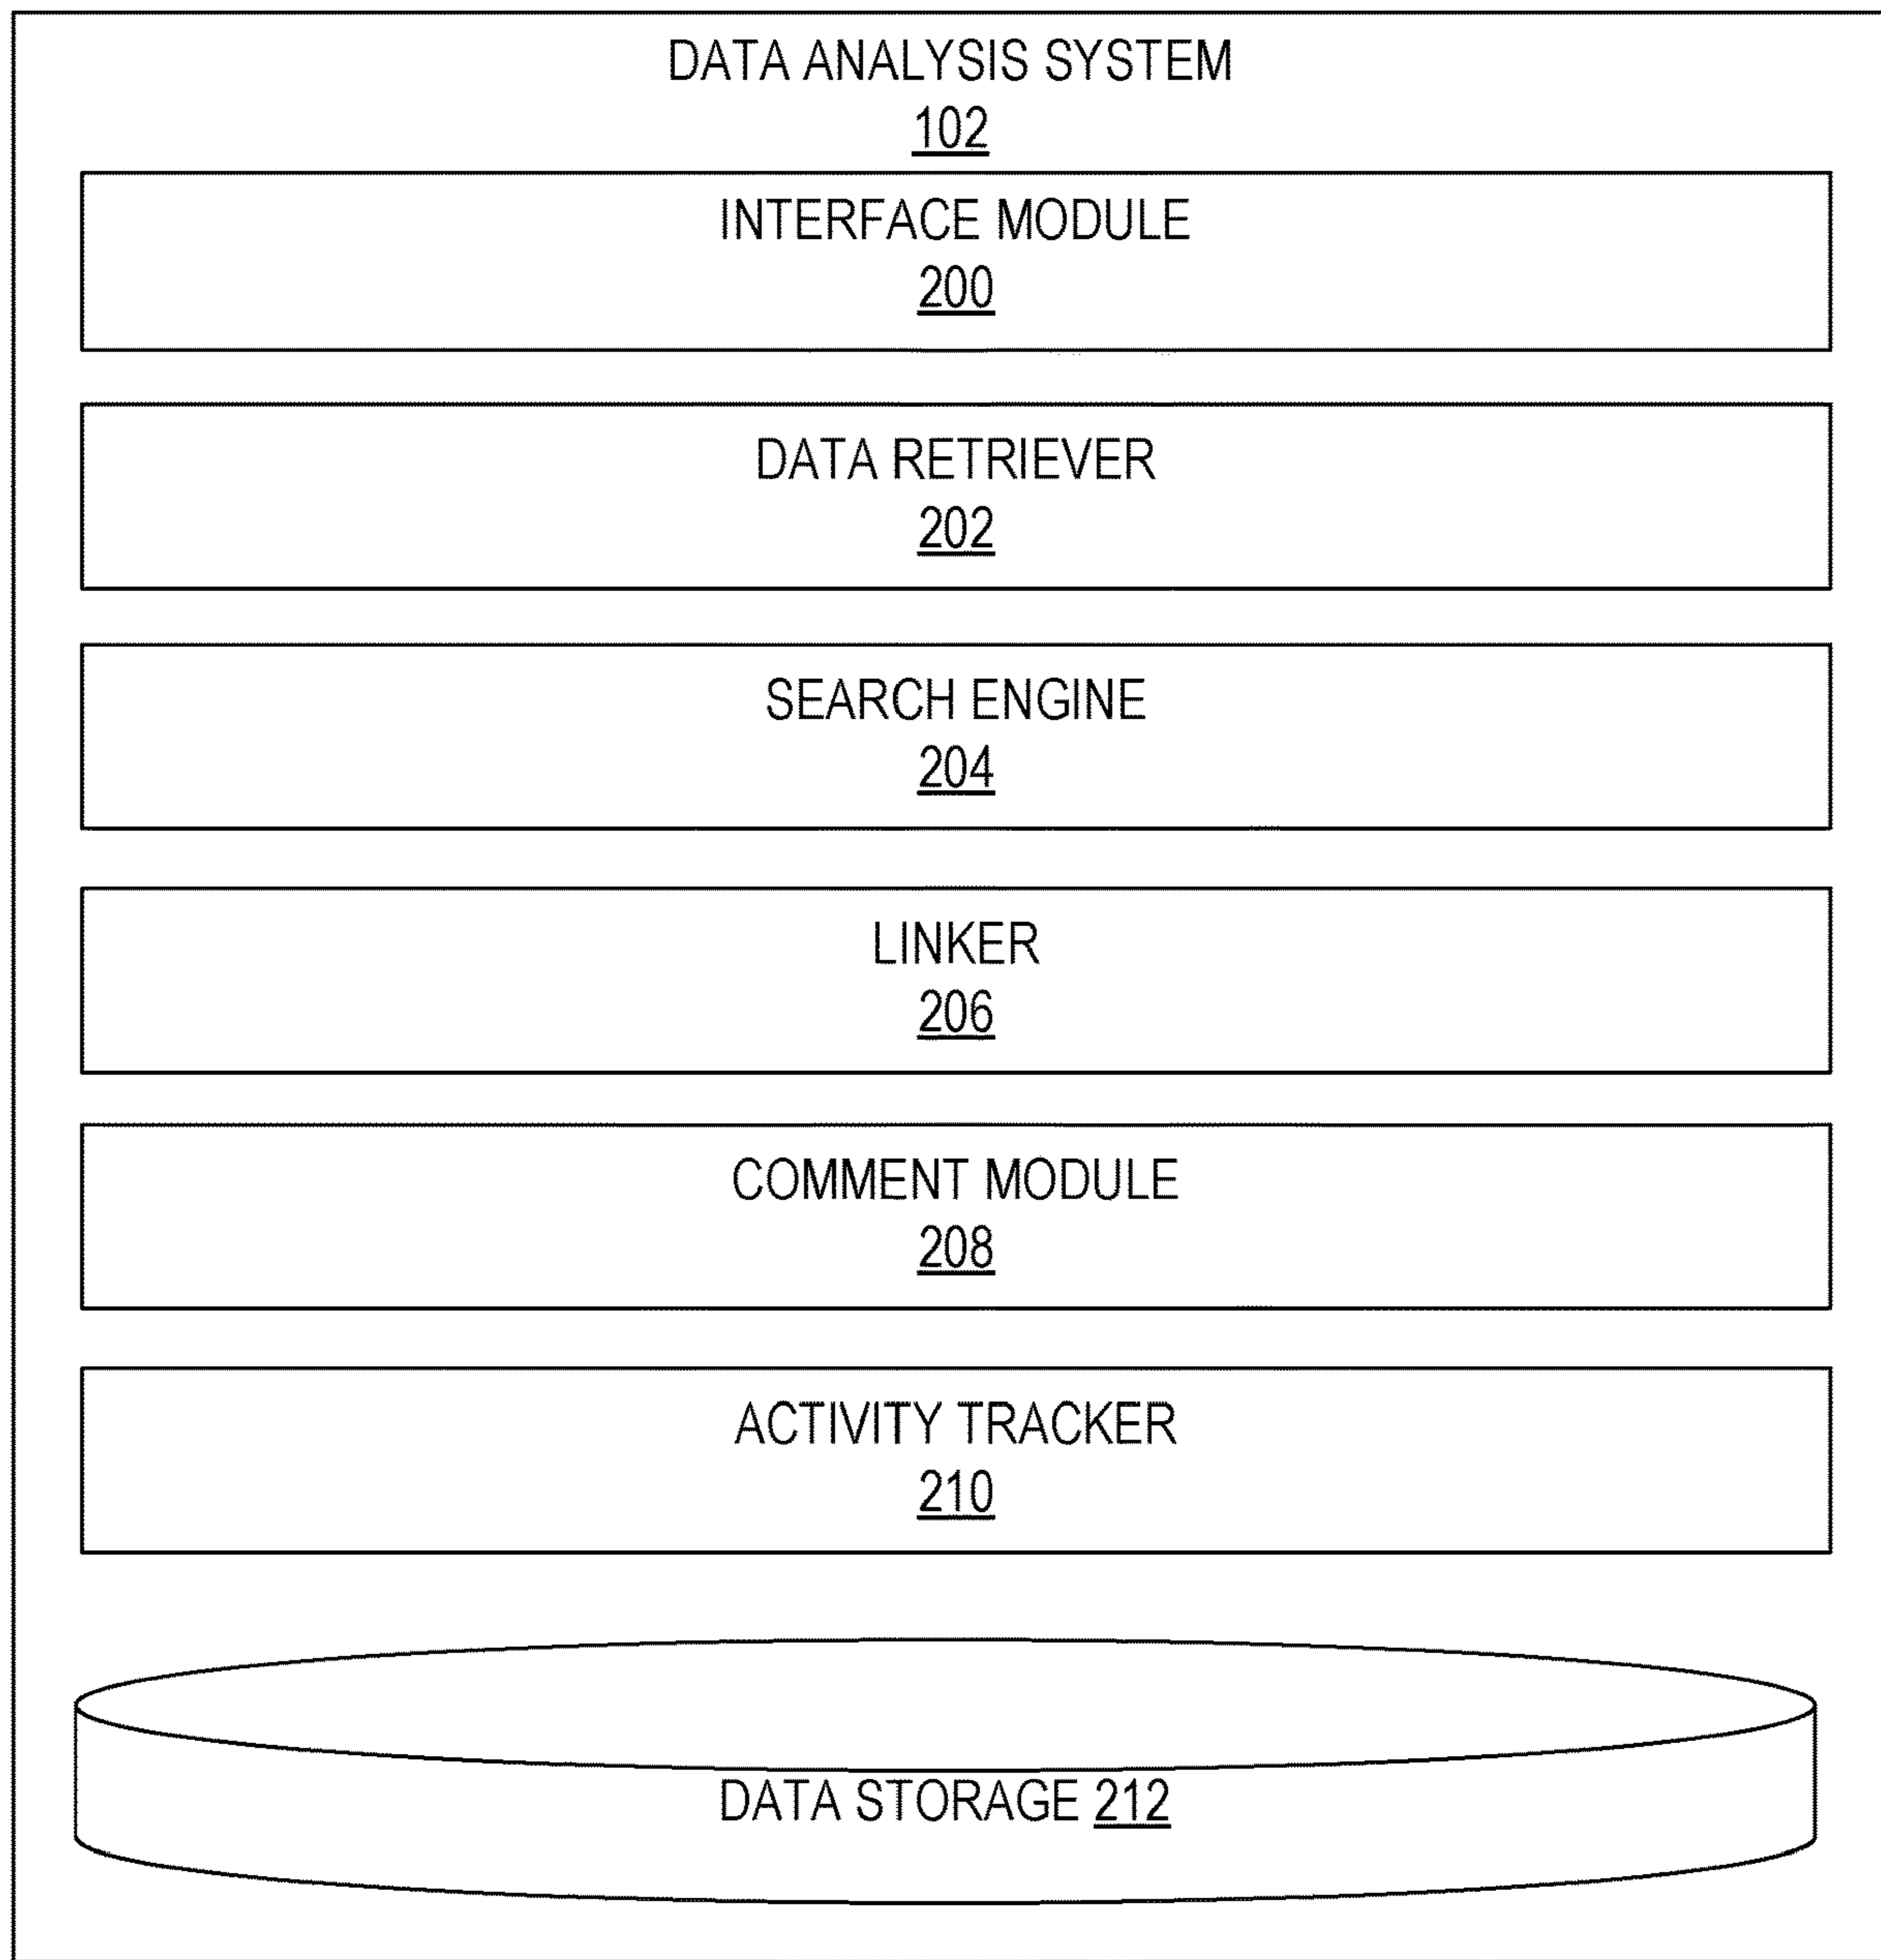 DATA ANALYSIS SYSTEM
102
INTERFACE MODULE
200
DATA RETRIEVER
202
SEARCH ENGINE
204
LINKER
206
COMMENT MODULE
208
ACTIVITY TRACKER
210
DATA STORAGE 212